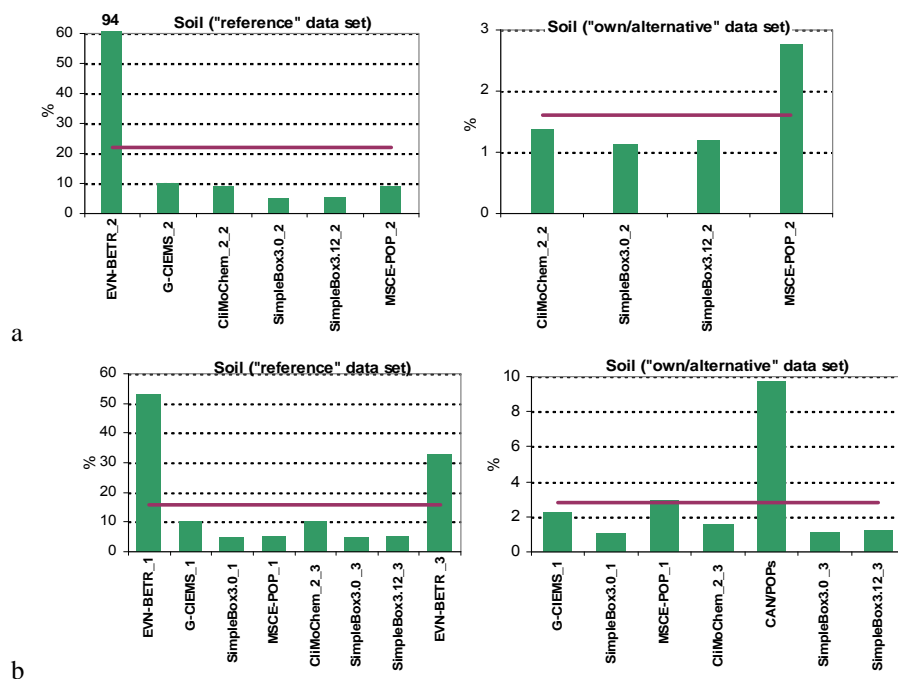 94
Soil ("reference" data set)
60
50
40
30
20
10
0
%
EVN-BETR_2
G-CIEMS_2
CliMoChem_2_2
SimpleBox3.0_2
SimpleBox3.12_2
MSCE-POP_2
Soil ("own/alternative" data set)
3
2
1
0
%
CliMoChem_2_2
SimpleBox3.0_2
SimpleBox3.12_2
MSCE-POP_2
a
Soil ("reference" data set)
60
50
40
30
20
10
0
%
EVN-BETR_1
G-CIEMS_1
SimpleBox3.0_1
MSCE-POP_1
CliMoChem_2_3
SimpleBox3.0_3
SimpleBox3.12_3
EVN-BETR_3
Soil ("own/alternative" data set)
10
8
6
4
2
0
%
G-CIEMS_1
SimpleBox3.0_1
MSCE-POP_1
CliMoChem_2_3
CAN/POPs
SimpleBox3.0_3
SimpleBox3.12_3
b